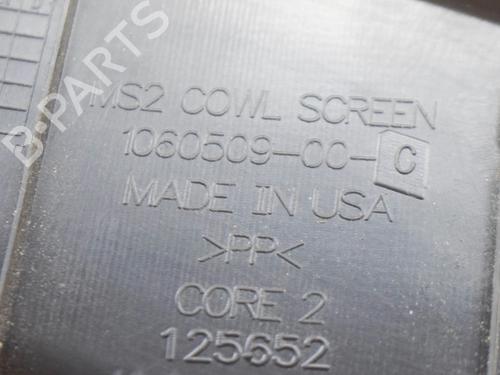 MS2 COWL SCREEN
1060509-00-C
MADE IN USA
>PP<
CORE 2
125652
B-PARTS